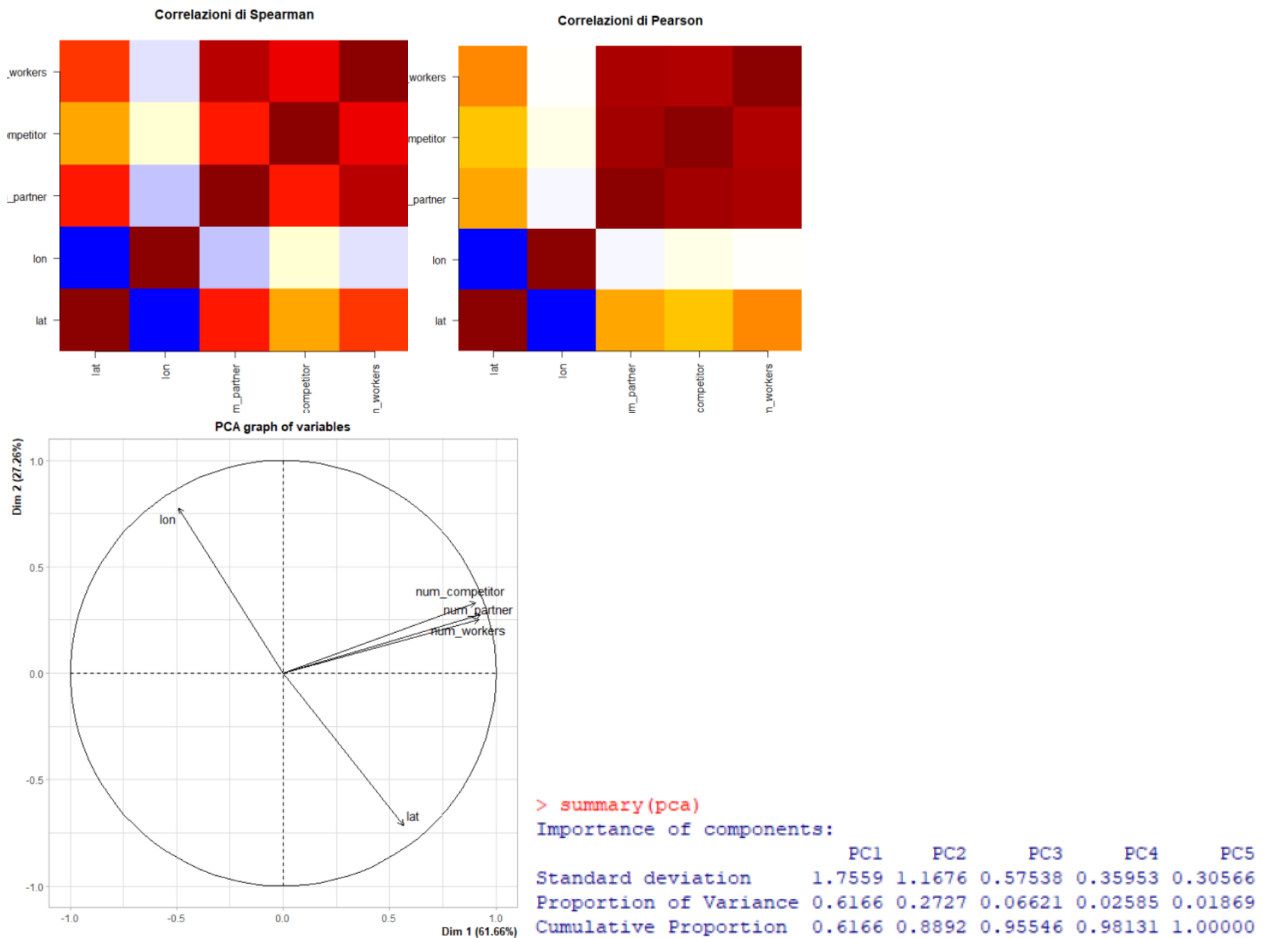 Correlazioni di Spearman
_workers
ompetitor
_partner
lon
lat
lat
lon
m_partner
competitor
n_workers
Correlazioni di Pearson
workers
mpetitor
_partner
lon
lat
lat
lon
im_partner
competitor
n_workers
PCA graph of variables
Dim 2 (27.26%)
1.0
0.5
0.0
-0.5
-1.0
lon
num_competitor
num_partner
num_workers
lat
-1.0 -0.5 0.0 0.5 1.0
Dim 1 (61.66%)
> summary(pca)
Importance of components:
PC1 PC2 PC3 PC4 PC5
Standard deviation 1.7559 1.1676 0.57538 0.35953 0.30566
Proportion of Variance 0.6166 0.2727 0.06621 0.02585 0.01869
Cumulative Proportion 0.6166 0.8892 0.95546 0.98131 1.00000